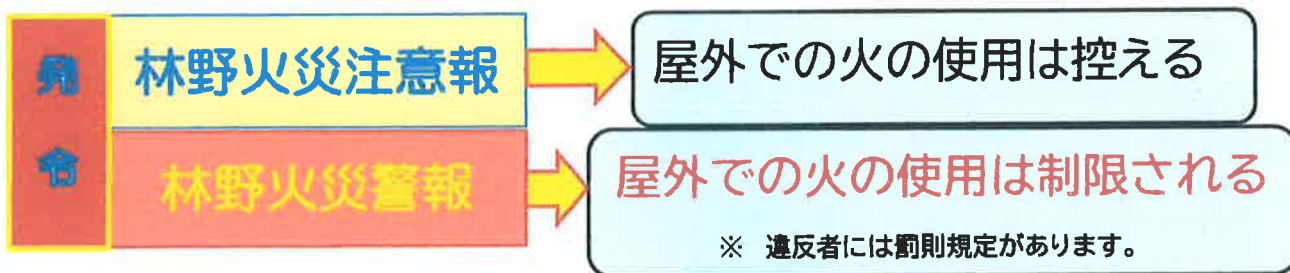 発令
林野火災注意報
屋外での火の使用は控える
林野火災警報
屋外での火の使用は制限される
※ 違反者には罰則規定があります。